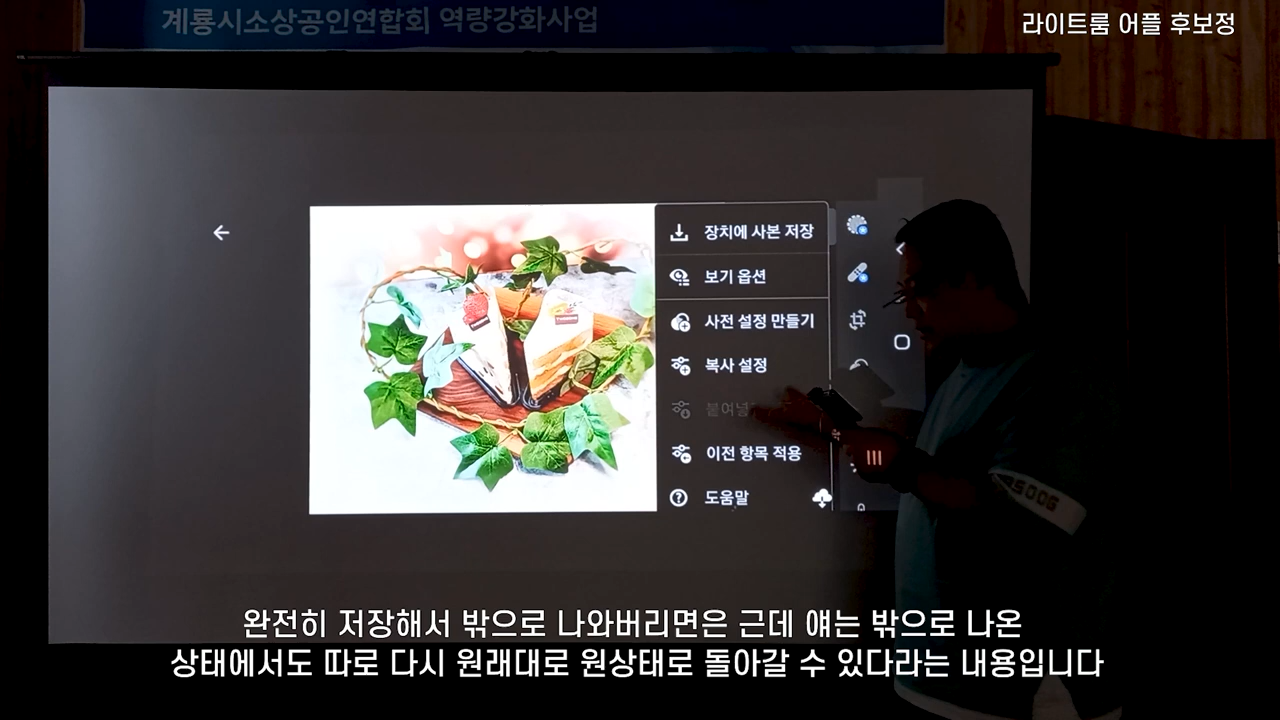 계룡시소상공인연합회 역량강화사업
라이트룸 어플 후보정
장치에 사본 저장
보기 옵션
사전 설정 만들기
복사 설정
붙여넣
이전 항목 적용
도움말
완전히 저장해서 밖으로 나와버리면은 근데 얘는 밖으로 나온
상태에서도 따로 다시 원래대로 원상태로 돌아갈 수 있다라는 내용입니다